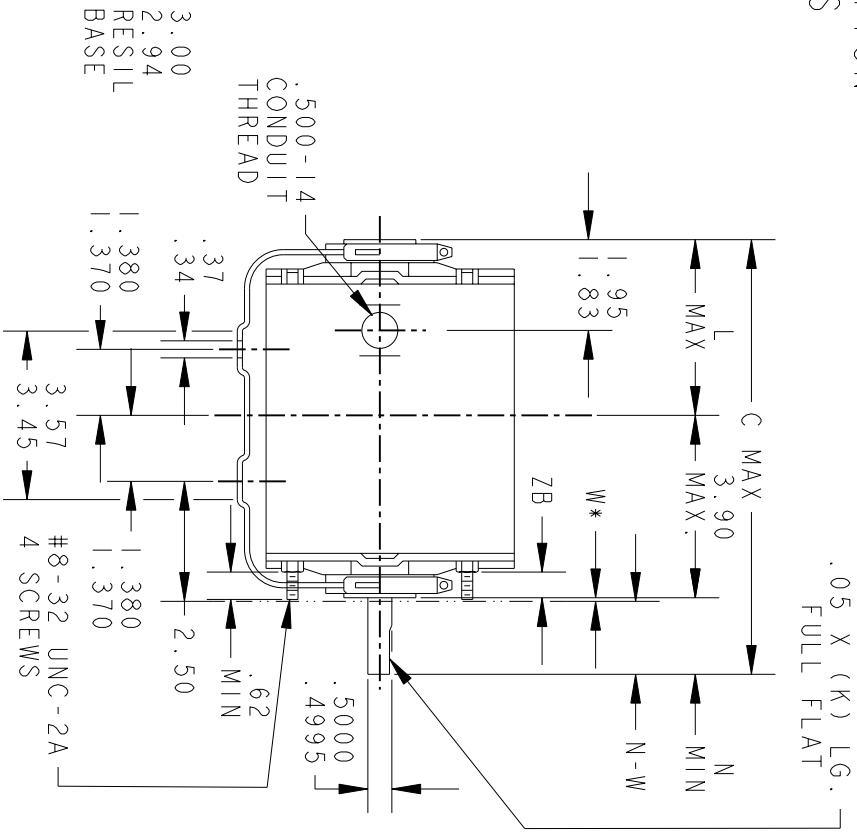 .05 X (K) LG.
FULL FLAT
N
MIN
N-W
C MAX
3.90
MAX.
L
MAX
W*
ZB
1.95
1.83
.500-14
CONDUIT
THREAD
3.00
2.94
RESIL
BASE
.37
.34
1.380
1.370
3.57
3.45
1.380
1.370
2.50
.62
MIN
.5000
.4995
#8-32 UNC-2A
4 SCREWS